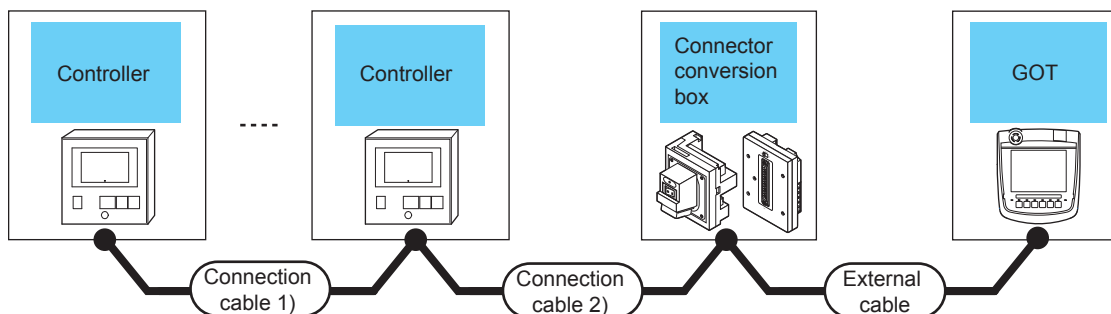 Controller
Controller
Connector
conversion
box
GOT
Connection
cable 1)
Connection
cable 2)
External
cable